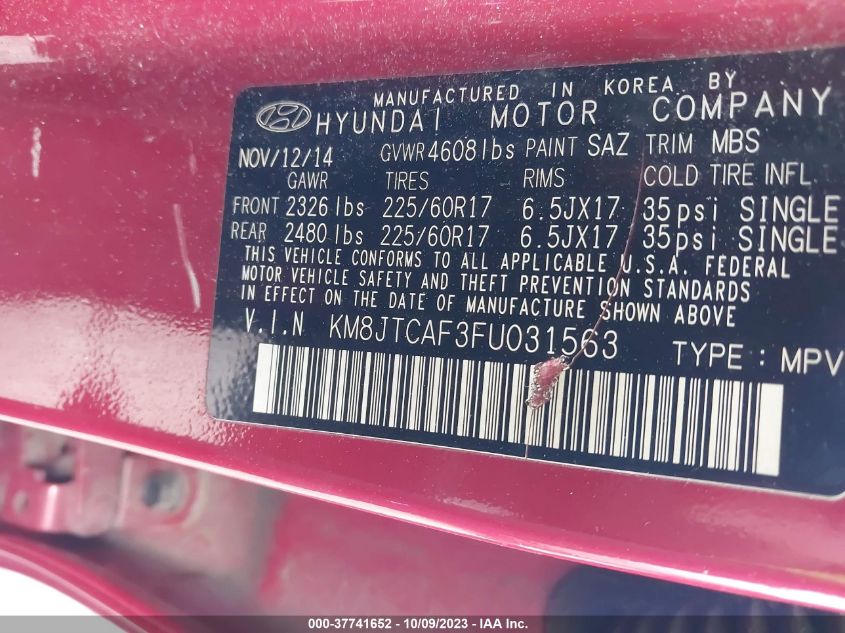 MANUFACTURED IN KOREA BY
HYUNDAI MOTOR COMPANY
NOV/12/14 GVWR 4608 lbs PAINT SAZ TRIM MBS
GAWR TIRES RIMS COLD TIRE INFL.
FRONT 2326 lbs 225/60R17 6.5JX17 35psi SINGLE
REAR 2480 lbs 225/60R17 6.5JX17 35psi SINGLE
THIS VEHICLE CONFORMS TO ALL APPLICABLE U.S.A. FEDERAL
MOTOR VEHICLE SAFETY AND THEFT PREVENTION STANDARDS
IN EFFECT ON THE DATE OF MANUFACTURE SHOWN ABOVE
V.I.N KM8JTCAF3FU031563 TYPE : MPV
000-37741652 - 10/09/2023 - IAA Inc.